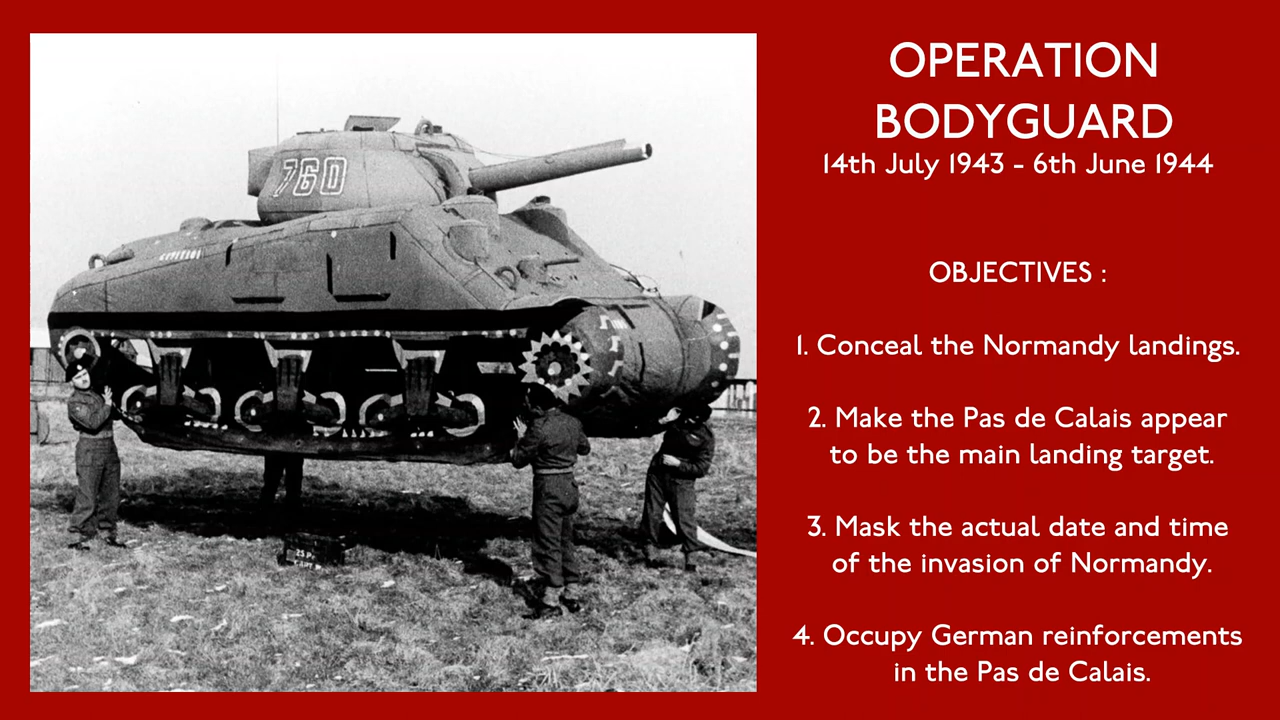 OPERATION
BODYGUARD
14th July 1943 - 6th June 1944
OBJECTIVES :
1. Conceal the Normandy landings.
2. Make the Pas de Calais appear
to be the main landing target.
3. Mask the actual date and time
of the invasion of Normandy.
4. Occupy German reinforcements
in the Pas de Calais.
760